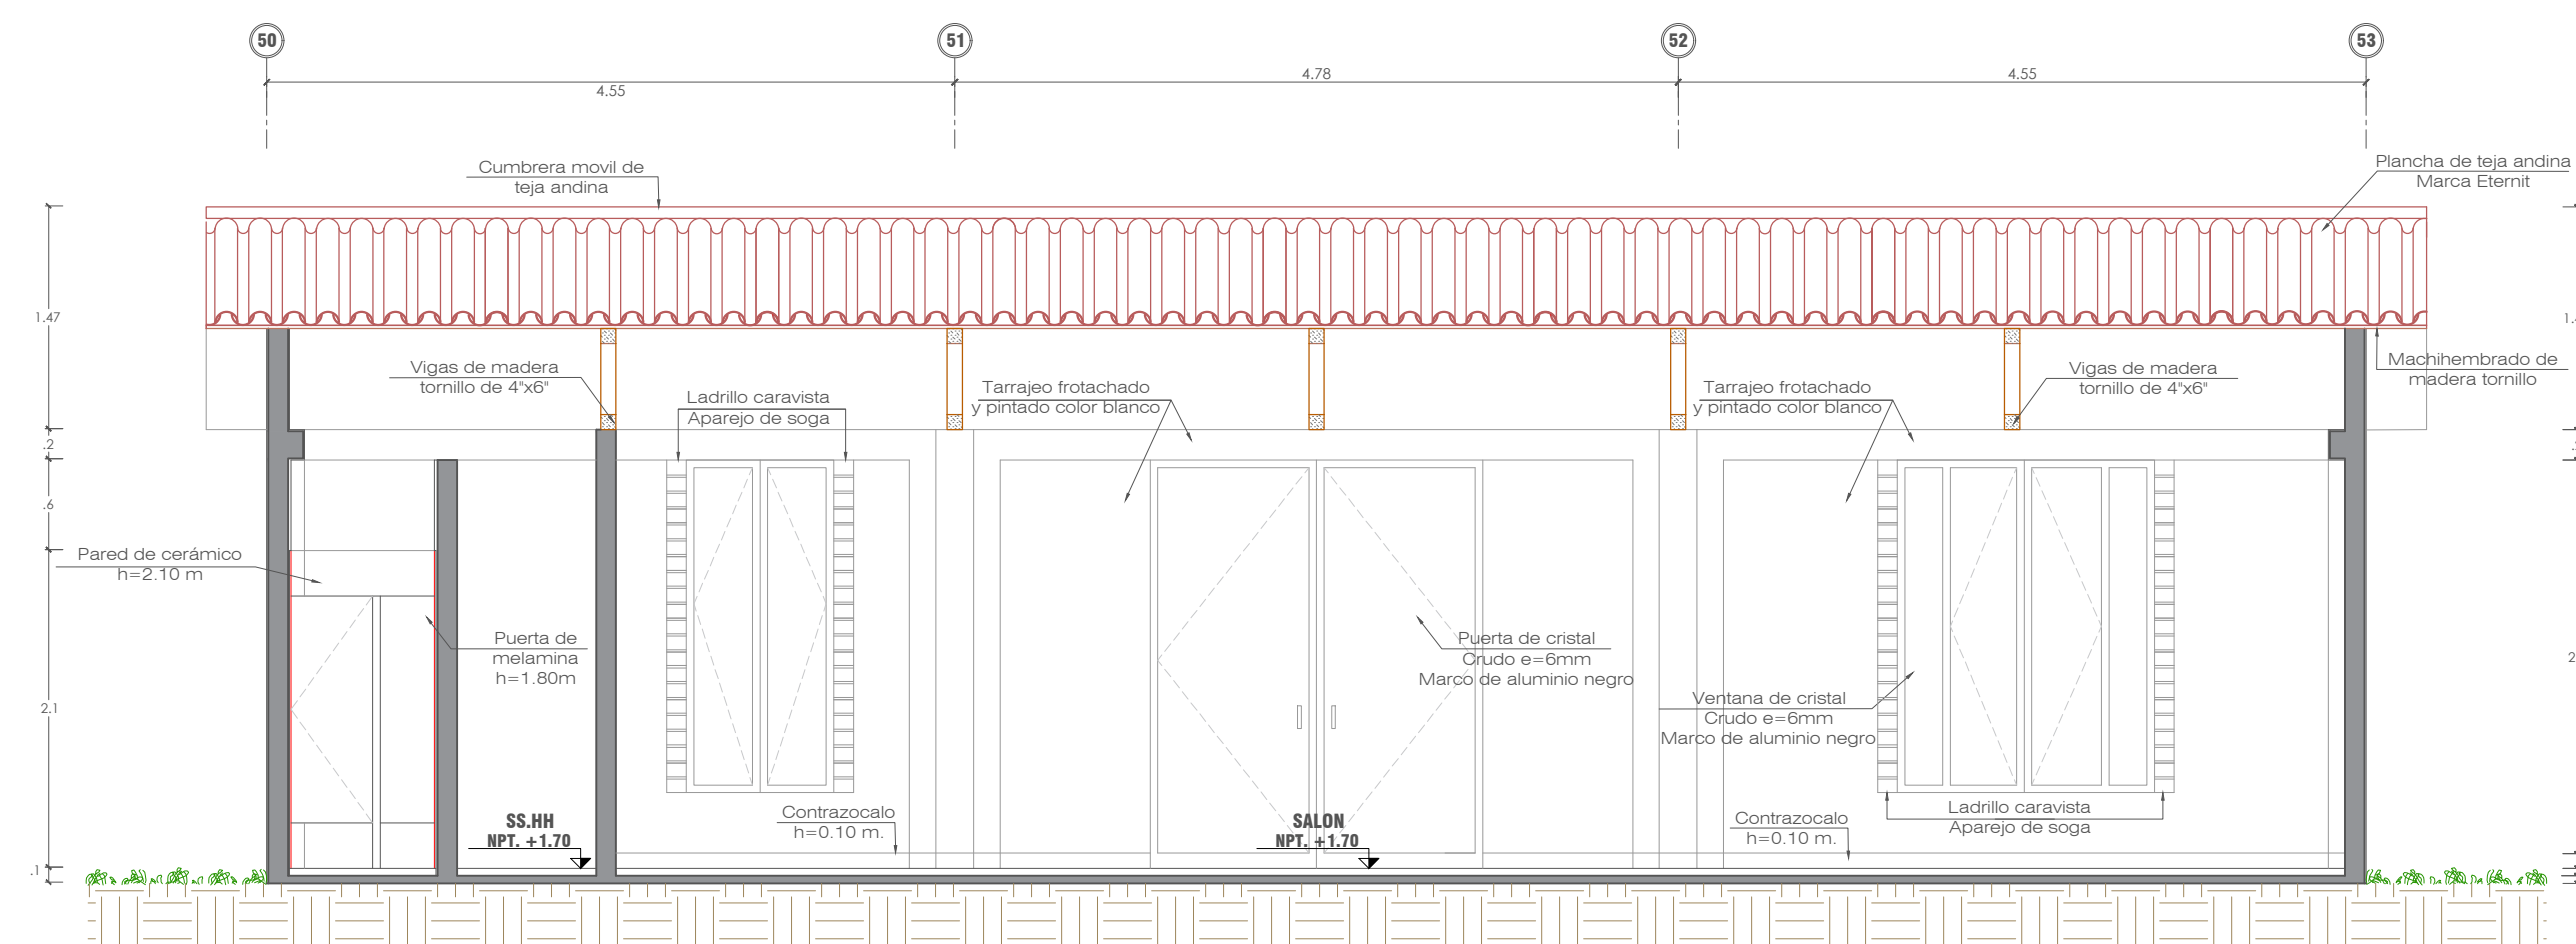 50
51
52
53
4.55
4.78
4.55
Cumbrera movil de
teja andina
Plancha de teja andina
Marca Eternit
1.47
.2
.6
2.1
.1
Vigas de madera
tornillo de 4"x6"
Ladrillo caravista
Aparejo de soga
Tarrajeo frotachado
y pintado color blanco
Tarrajeo frotachado
y pintado color blanco
Vigas de madera
tornillo de 4"x6"
Machihembrado de
madera tornillo
Pared de cerámico
h=2.10 m
Puerta de
melamina
h=1.80m
Puerta de cristal
Crudo e=6mm
Marco de aluminio negro
Ventana de cristal
Crudo e=6mm
Marco de aluminio negro
SS.HH
NPT. +1.70
Contrazocalo
h=0.10 m.
SALON
NPT. +1.70
Contrazocalo
h=0.10 m.
Ladrillo caravista
Aparejo de soga